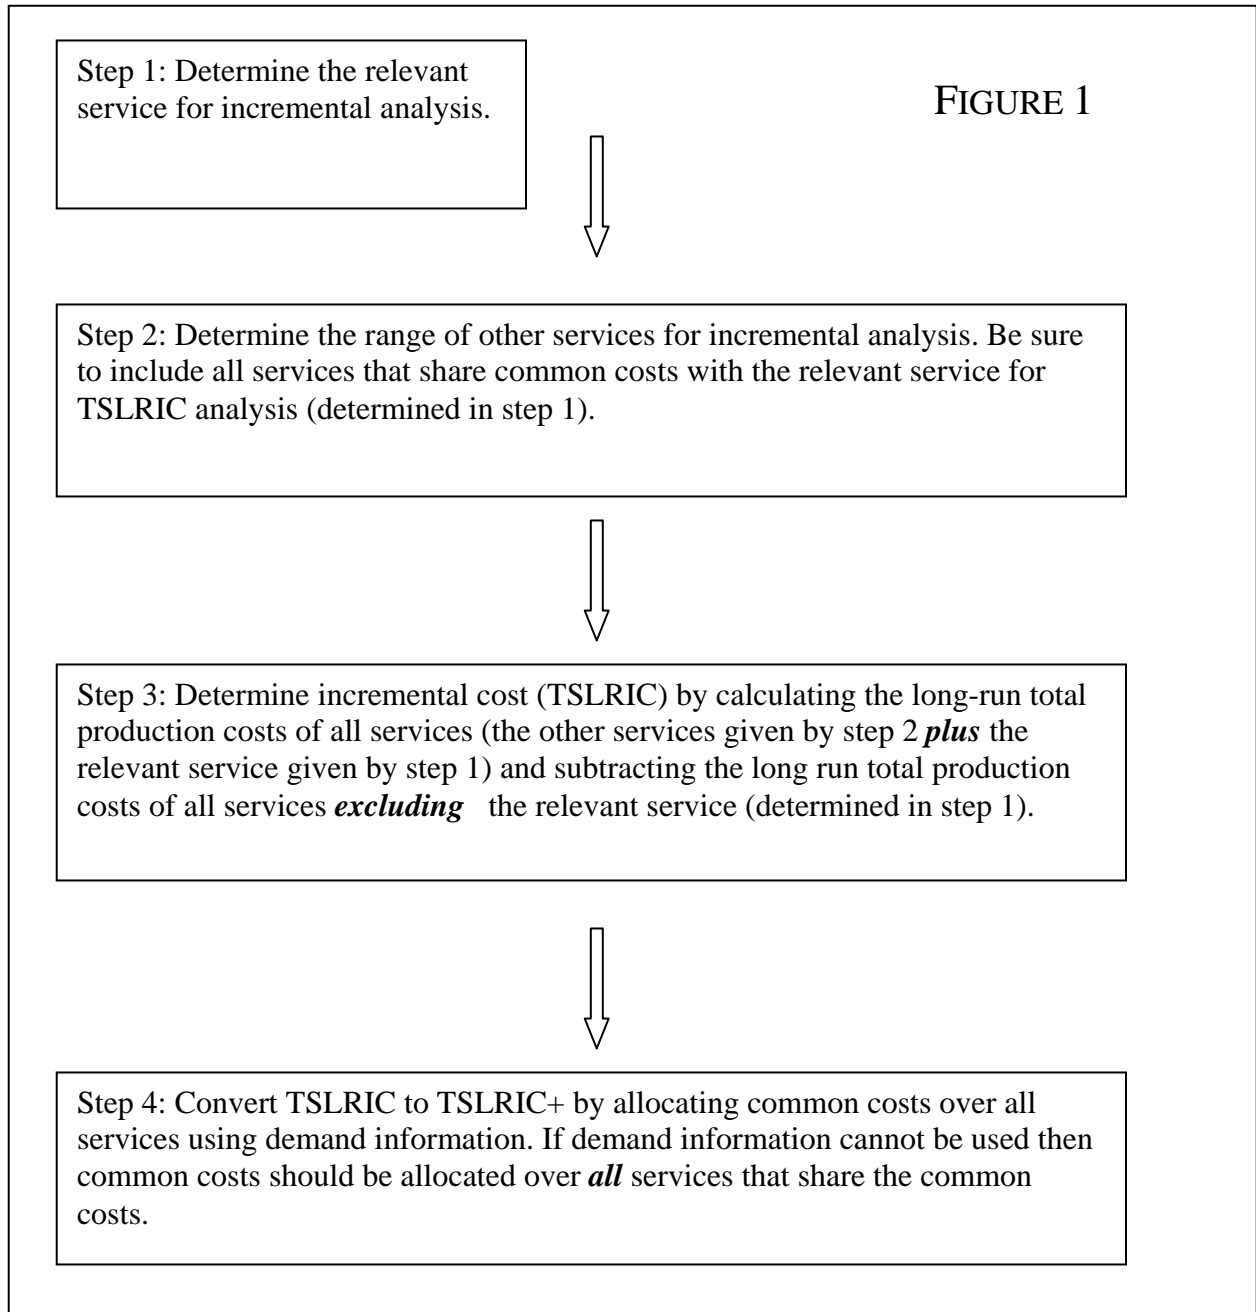 Step 1: Determine the relevant
service for incremental analysis.
FIGURE 1
Step 2: Determine the range of other services for incremental analysis. Be sure
to include all services that share common costs with the relevant service for
TSLRIC analysis (determined in step 1).
Step 3: Determine incremental cost (TSLRIC) by calculating the long-run total
production costs of all services (the other services given by step 2 plus the
relevant service given by step 1) and subtracting the long run total production
costs of all services excluding the relevant service (determined in step 1).
Step 4: Convert TSLRIC to TSLRIC+ by allocating common costs over all
services using demand information. If demand information cannot be used then
common costs should be allocated over all services that share the common
costs.